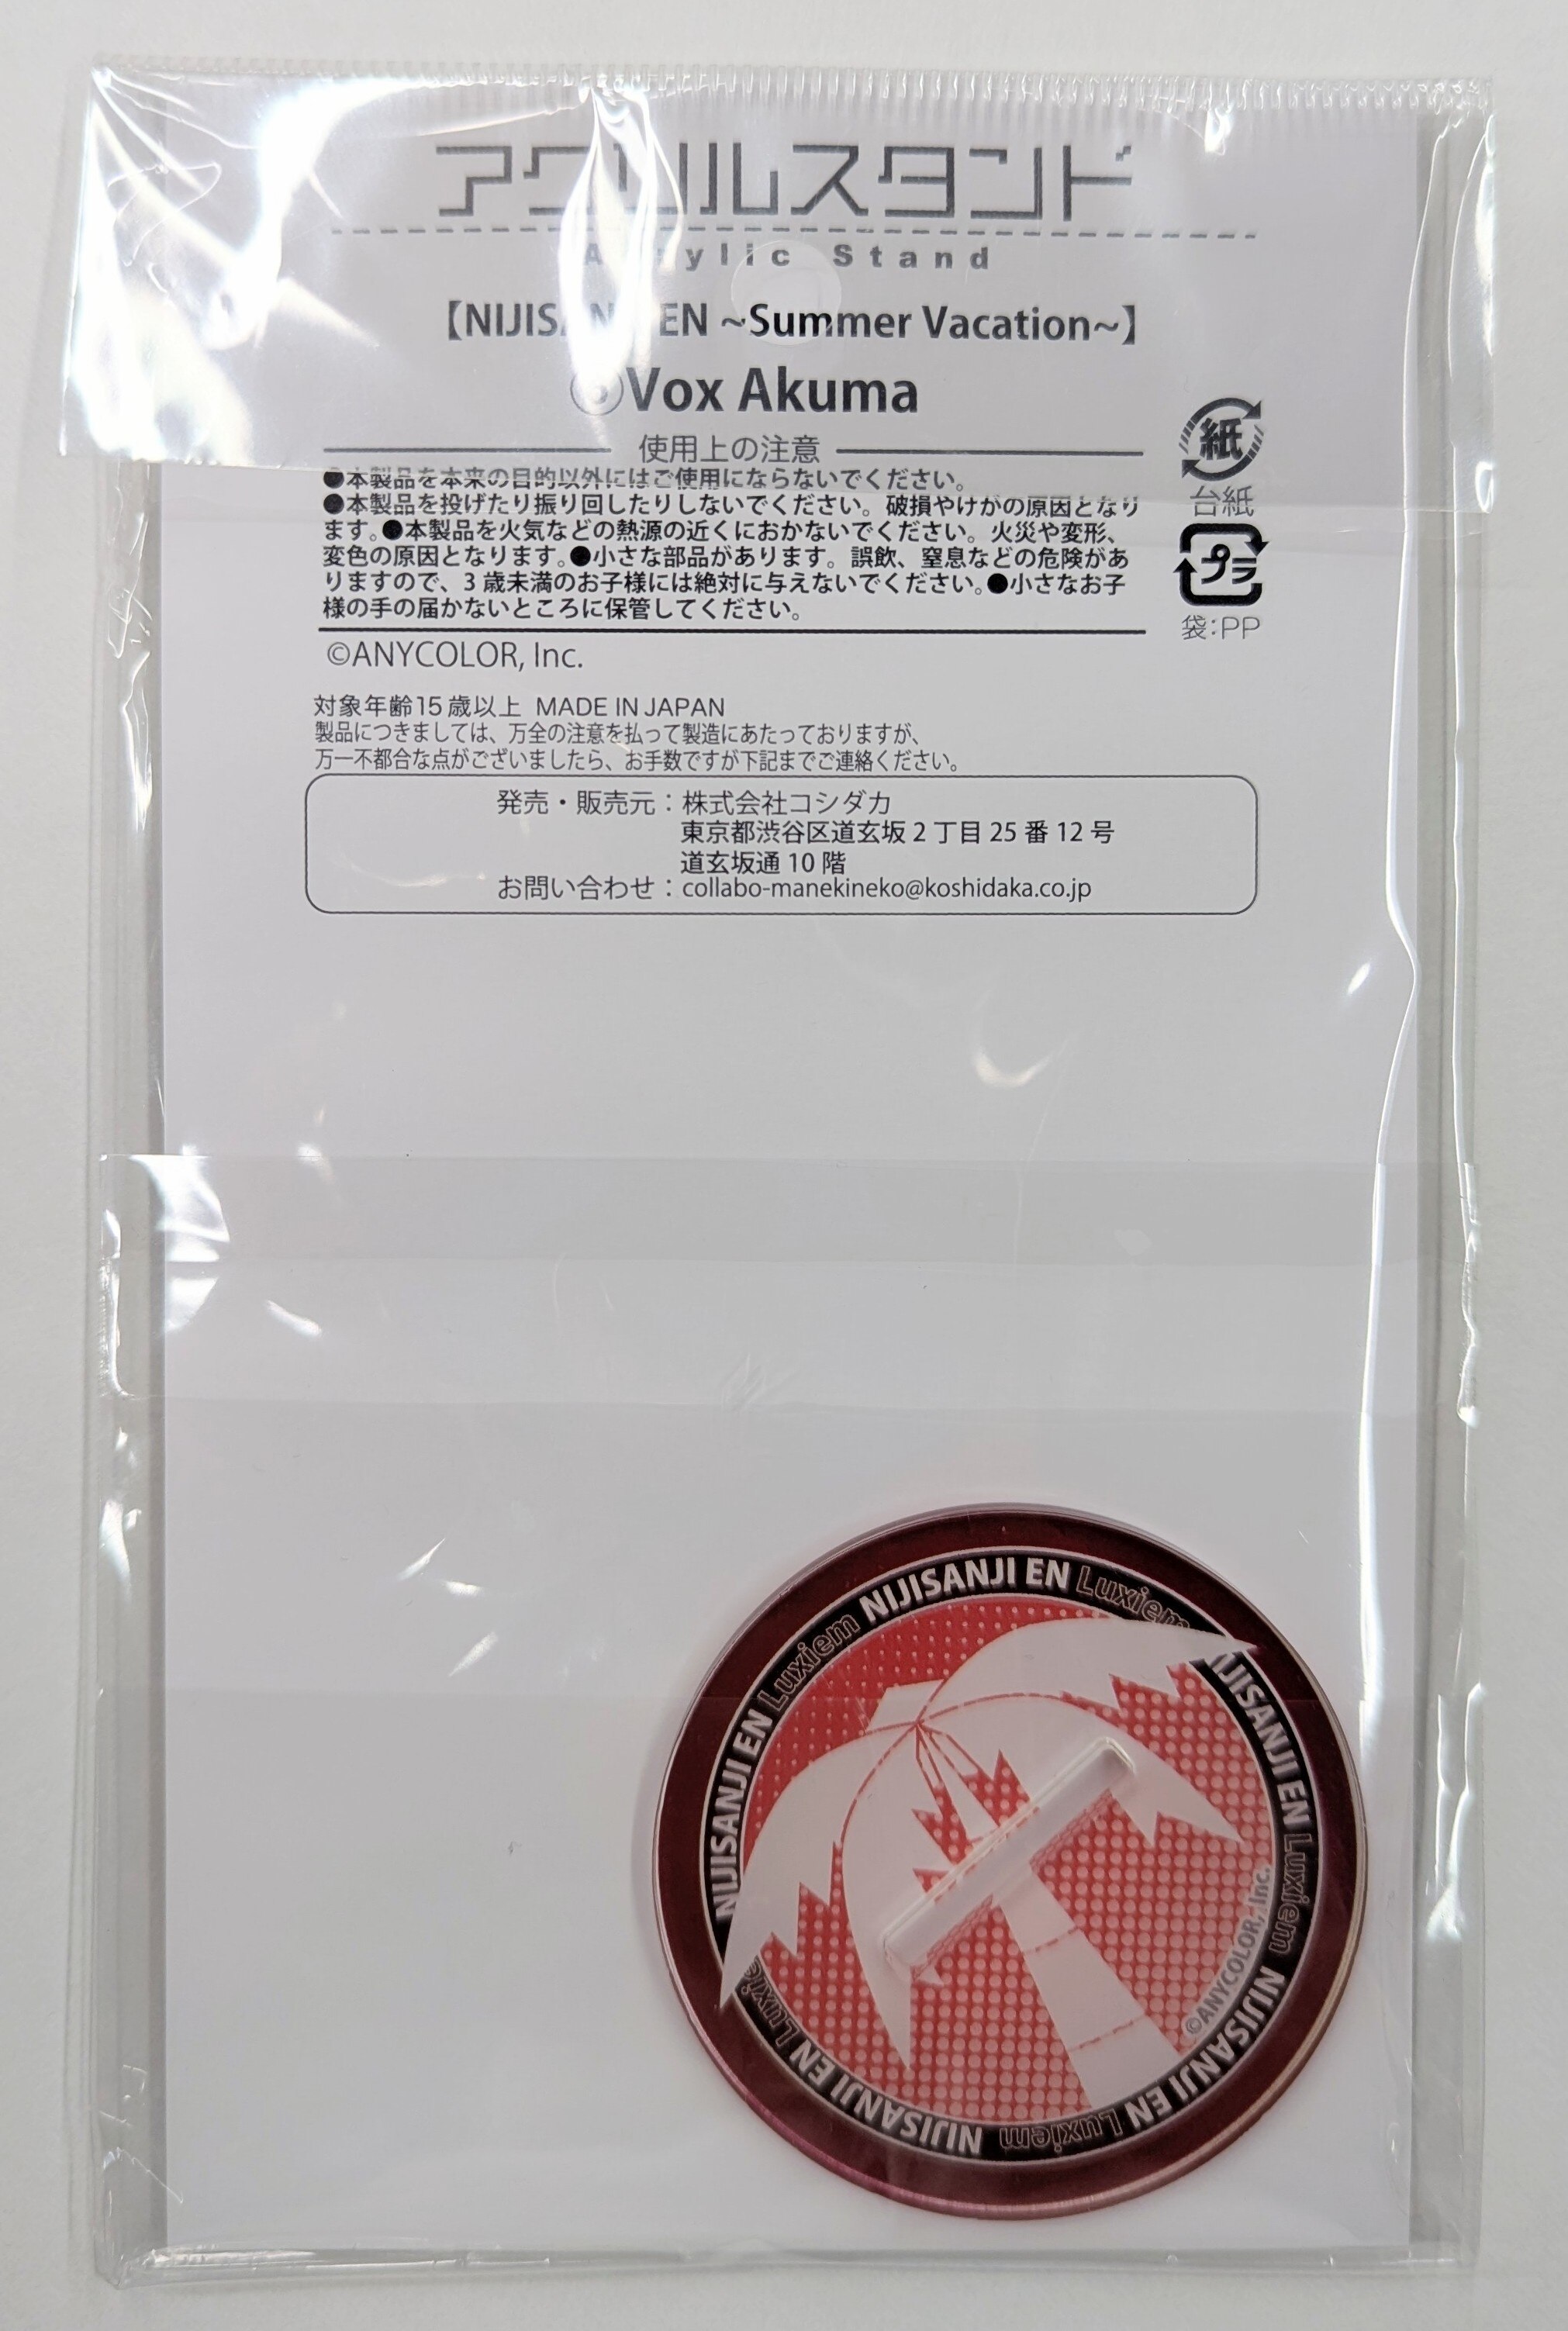 アクリルスタンド
Acrylic Stand
【NIJISANJI EN ~Summer Vacation~】
Vox Akuma
使用上の注意
●本製品を本来の目的以外にはご使用にならないでください。
●本製品を投げたり振り回したりしないでください。破損やけがの原因となり
ます。●本製品を火気などの熱源の近くにおかないでください。火災や変形、
変色の原因となります。●小さな部品があります。誤飲、窒息などの危険があ
りますので、3歳未満のお子様には絶対に与えないでください。●小さなお子
様の手の届かないところに保管してください。
紙
台紙
プラ
袋:PP
©ANYCOLOR, Inc.
対象年齢15歳以上 MADE IN JAPAN
製品につきましては、万全の注意を払って製造にあたっておりますが、
万一不都合な点がございましたら、お手数ですが下記までご連絡ください。
発売・販売元：株式会社コシダカ
東京都渋谷区道玄坂2丁目25番12号
道玄坂通10階
お問い合わせ：collabo-manekineko@koshidaka.co.jp
NIJISANJI EN Luxiem NIJISANJI EN Luxiem NIJISANJI EN Luxiem NIJISANJI EN Luxiem NIJISANJI EN Luxiem
©ANYCOLOR, Inc.